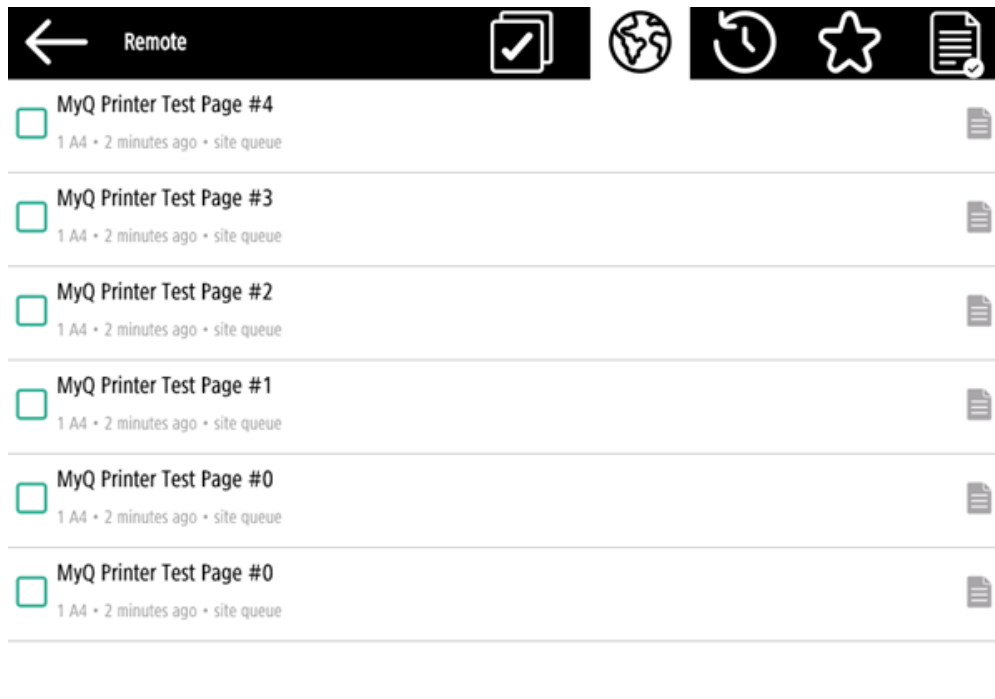 Remote
MyQ Printer Test Page #4
1 A4 • 2 minutes ago • site queue
MyQ Printer Test Page #3
1 A4 • 2 minutes ago • site queue
MyQ Printer Test Page #2
1 A4 • 2 minutes ago • site queue
MyQ Printer Test Page #1
1 A4 • 2 minutes ago • site queue
MyQ Printer Test Page #0
1 A4 • 2 minutes ago • site queue
MyQ Printer Test Page #0
1 A4 • 2 minutes ago • site queue